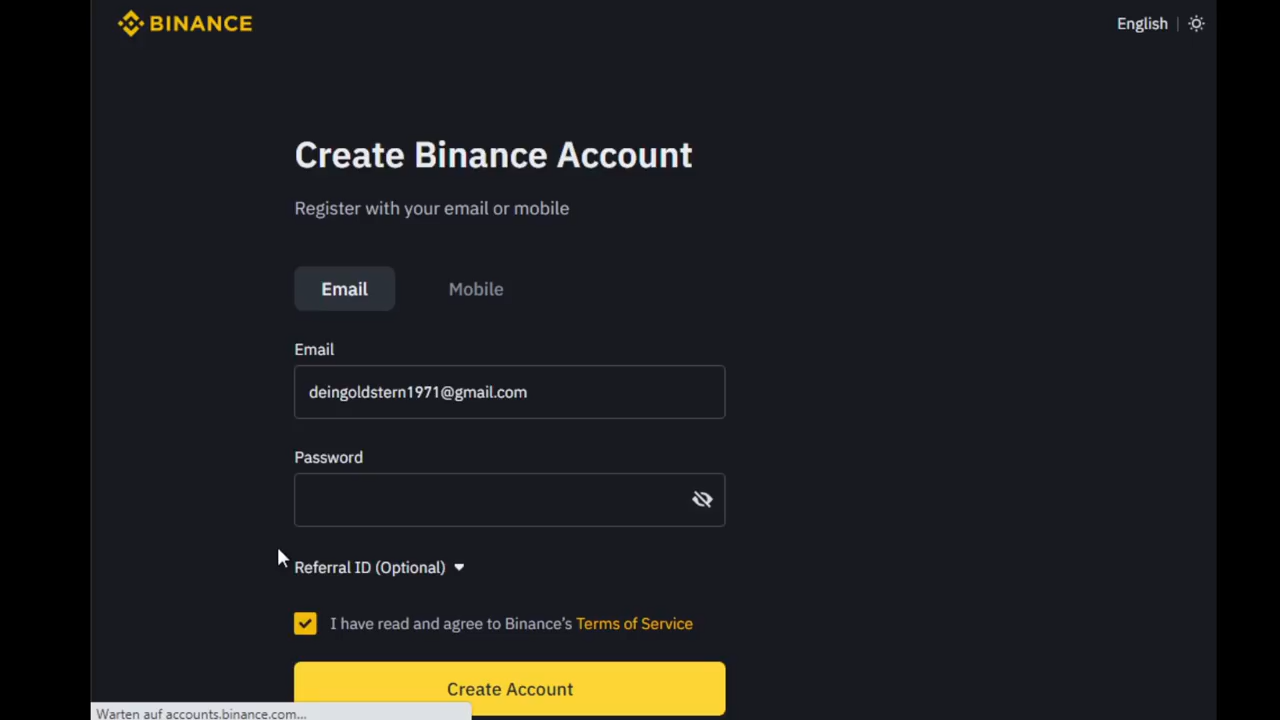 BINANCE
English
Create Binance Account
Register with your email or mobile
Email Mobile
Email
deingoldstern1971@gmail.com
Password
Referral ID (Optional)
I have read and agree to Binance's Terms of Service
Create Account
Warten auf accounts.binance.com...